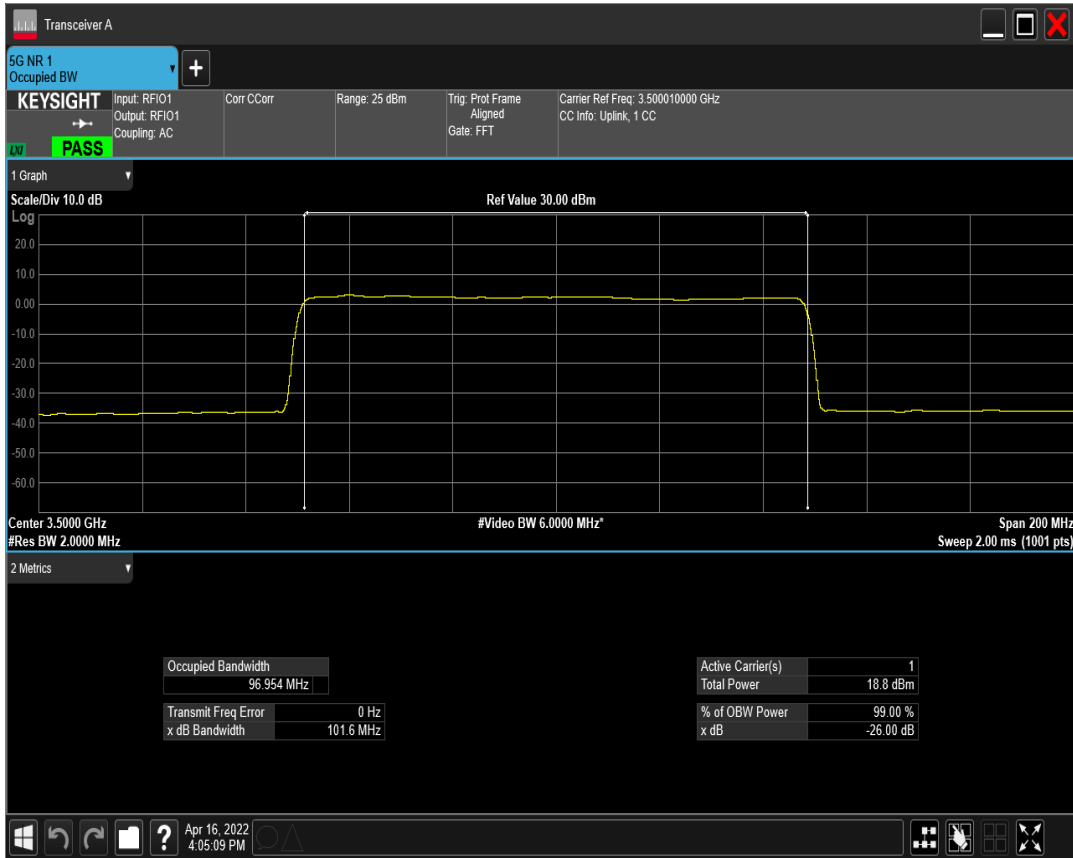 Transceiver A
5G NR 1
Occupied BW
KEYSIGHT
LXI
PASS
Input: RFIO1
Output: RFIO1
Coupling: AC
Corr CCorr
Range: 25 dBm
Trig: Prot Frame
Aligned
Gate: FFT
Carrier Ref Freq: 3.500010000 GHz
CC Info: Uplink, 1 CC
1 Graph
Scale/Div 10.0 dB
Ref Value 30.00 dBm
Log
20.0
10.0
0.00
-10.0
-20.0
-30.0
-40.0
-50.0
-60.0
Center 3.5000 GHz
#Video BW 6.0000 MHz*
Span 200 MHz
#Res BW 2.0000 MHz
Sweep 2.00 ms (1001 pts)
2 Metrics
Occupied Bandwidth
96.954 MHz
Transmit Freq Error 0 Hz
x dB Bandwidth 101.6 MHz
Active Carrier(s) 1
Total Power 18.8 dBm
% of OBW Power 99.00 %
x dB -26.00 dB
?
Apr 16, 2022
4:05:09 PM